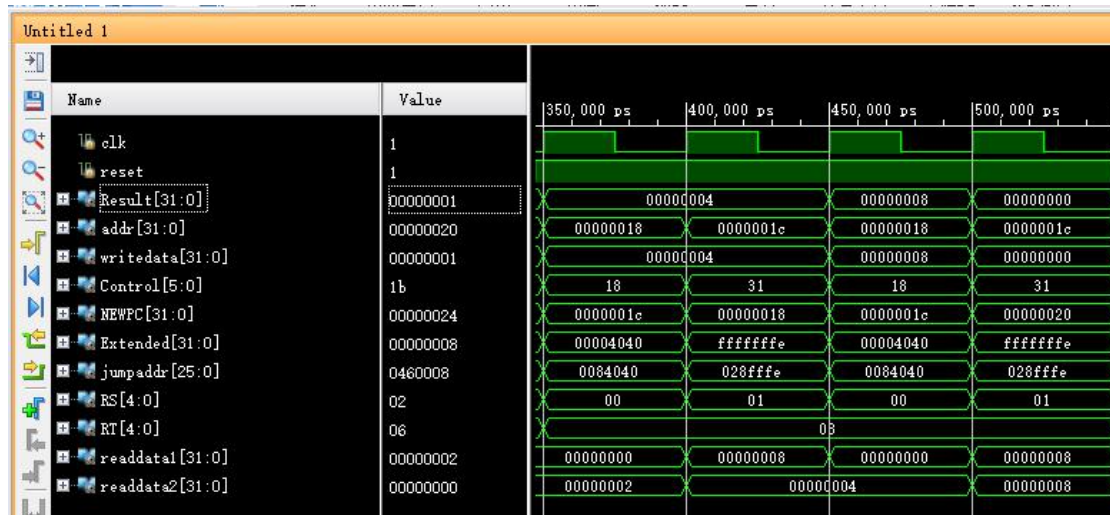 Untitled 1
Name Value 350,000 ps 400,000 ps 450,000 ps 500,000 ps
clk 1
reset 1
Result[31:0] 00000001 00000004 00000008 00000000
addr[31:0] 00000020 00000018 0000001c 00000018 0000001c
writedata[31:0] 00000001 00000004 00000008 00000000
Control[5:0] 1b 18 31 18 31
NEWPC[31:0] 00000024 0000001c 00000018 0000001c 00000020
Extended[31:0] 00000008 00004040 fffffffe 00004040 fffffffe
jumpaddr[25:0] 0460008 0084040 028fffe 0084040 028fffe
RS[4:0] 02 00 01 00 01
RT[4:0] 06
readdata1[31:0] 00000002 00000000 00000008 00000000 00000008
readdata2[31:0] 00000000 00000002 00000004 00000008